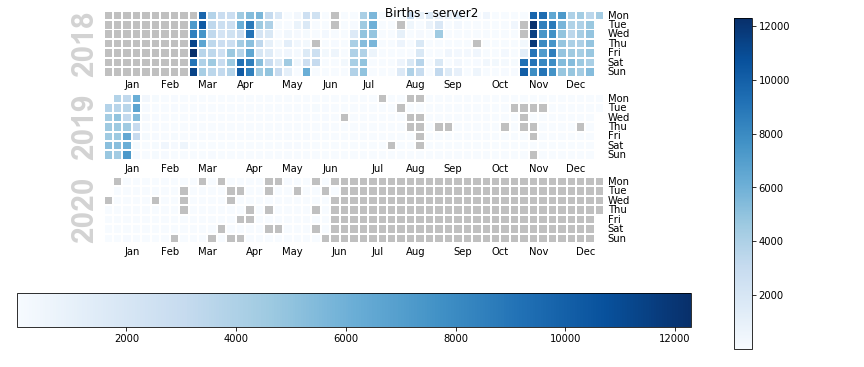 Births - server2
2018
Mon
Tue
Wed
Thu
Fri
Sat
Sun
Jan Feb Mar Apr May Jun Jul Aug Sep Oct Nov Dec
2019
Mon
Tue
Wed
Thu
Fri
Sat
Sun
Jan Feb Mar Apr May Jun Jul Aug Sep Oct Nov Dec
2020
Mon
Tue
Wed
Thu
Fri
Sat
Sun
Jan Feb Mar Apr May Jun Jul Aug Sep Oct Nov Dec
2000 4000 6000 8000 10000 12000
12000
10000
8000
6000
4000
2000